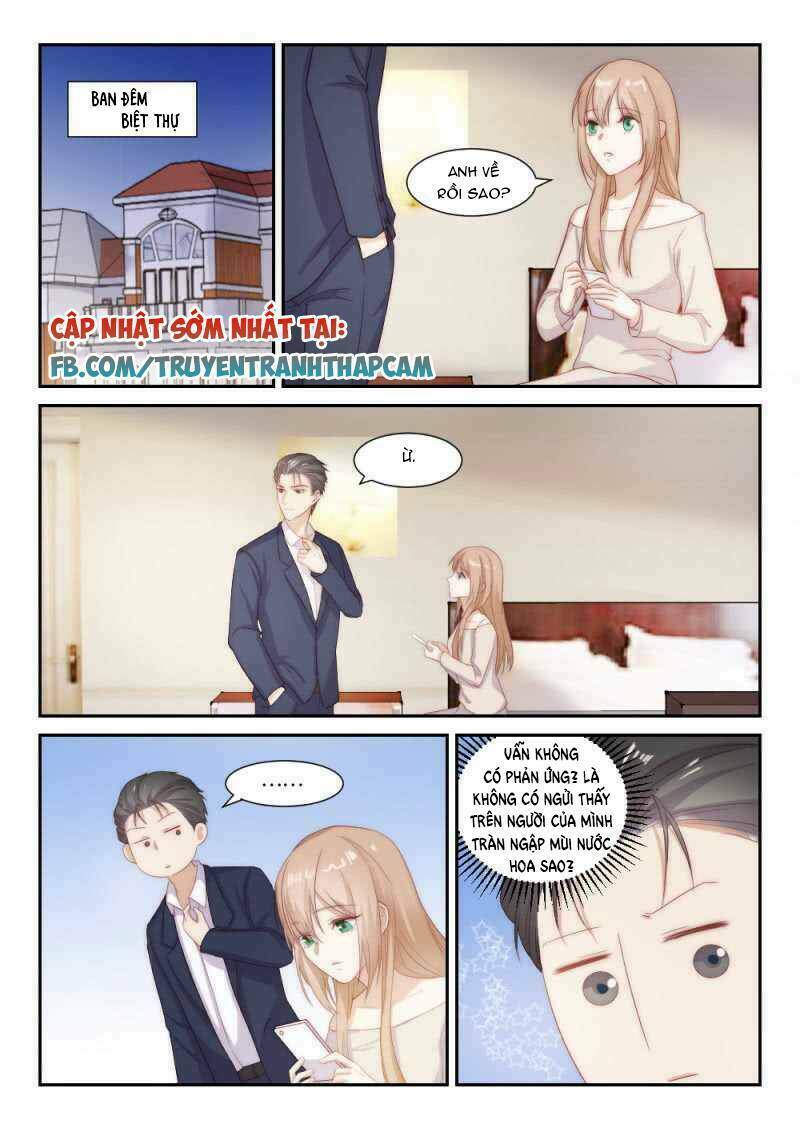 BAN ĐÊM
BIỆT THỰ
ANH VỀ
RỒI SAO?
CẬP NHẬT SỚM NHẤT TẠI:
FB.COM/TRUYENTRANHTHAPCAM
Ừ.
......
VẪN KHÔNG
CÓ PHẢN ỨNG? LÀ
KHÔNG CÓ NGỬI THẤY
TRÊN NGƯỜI CỦA MÌNH
TRÀN NGẬP MÙI NƯỚC
HOA SAO?